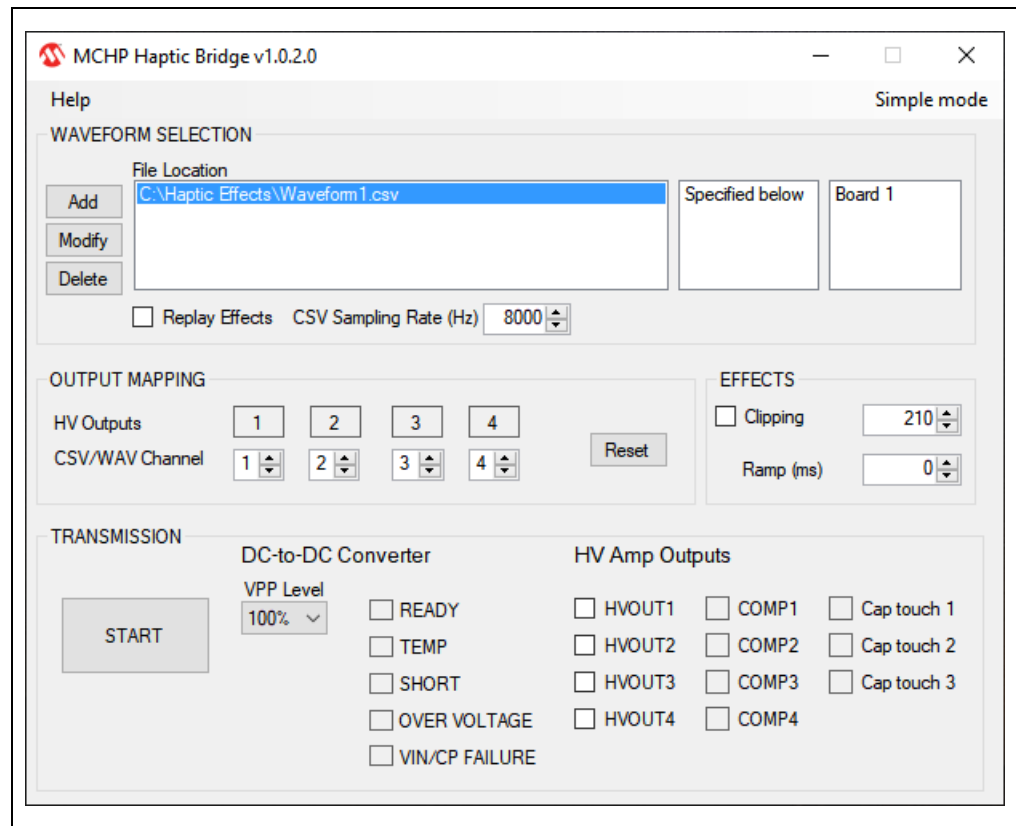 MCHP Haptic Bridge v1.0.2.0
Help Simple mode
WAVEFORM SELECTION
File Location
Add
Modify
Delete
C:\Haptic Effects\Waveform1.csv Specified below Board 1
Replay Effects CSV Sampling Rate (Hz) 8000
OUTPUT MAPPING
HV Outputs 1 2 3 4
CSV/WAV Channel 1 2 3 4
Reset
EFFECTS
Clipping 210
Ramp (ms) 0
TRANSMISSION
START
DC-to-DC Converter
VPP Level
100%
READY
TEMP
SHORT
OVER VOLTAGE
VIN/CP FAILURE
HV Amp Outputs
HVOUT1 COMP1 Cap touch 1
HVOUT2 COMP2 Cap touch 2
HVOUT3 COMP3 Cap touch 3
HVOUT4 COMP4